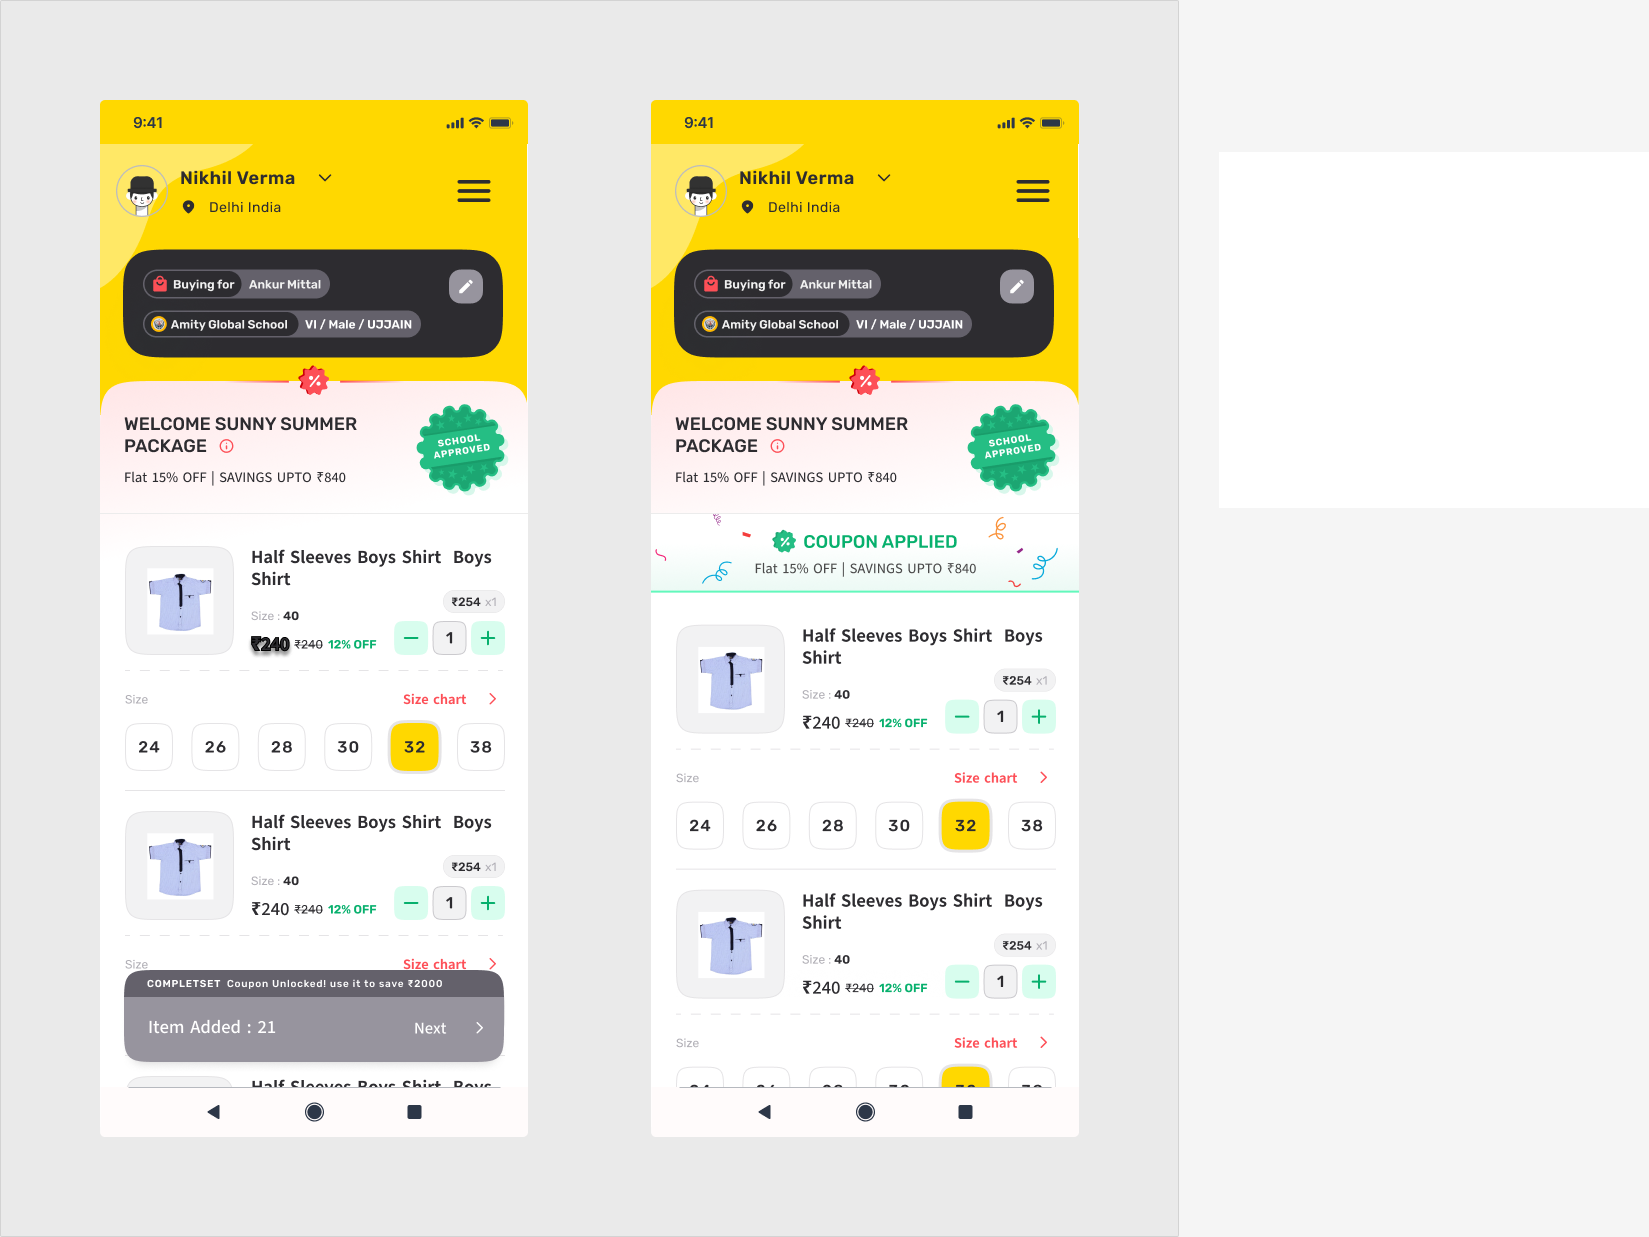 9:41
Nikhil Verma
Delhi India
Buying for Ankur Mittal
Amity Global School VI / Male / UJJAIN
WELCOME SUNNY SUMMER
PACKAGE
Flat 15% OFF | SAVINGS UPTO ₹840
SCHOOL
APPROVED
Half Sleeves Boys Shirt Boys
Shirt
₹254 x1
Size : 40
₹240 ₹240 12% OFF
1
Size
Size chart
24 26 28 30 32 38
Half Sleeves Boys Shirt Boys
Shirt
₹254 x1
Size : 40
₹240 ₹240 12% OFF
1
Size
Size chart
COMPLETSET Coupon Unlocked! use it to save ₹2000
Item Added : 21
Next
Half Sleeves Boys Shirt Boys
9:41
Nikhil Verma
Delhi India
Buying for Ankur Mittal
Amity Global School VI / Male / UJJAIN
WELCOME SUNNY SUMMER
PACKAGE
Flat 15% OFF | SAVINGS UPTO ₹840
SCHOOL
APPROVED
COUPON APPLIED
Flat 15% OFF | SAVINGS UPTO ₹840
Half Sleeves Boys Shirt Boys
Shirt
₹254 x1
Size : 40
₹240 ₹240 12% OFF
1
Size
Size chart
24 26 28 30 32 38
Half Sleeves Boys Shirt Boys
Shirt
₹254 x1
Size : 40
₹240 ₹240 12% OFF
1
Size
Size chart
24 26 28 30 32 38